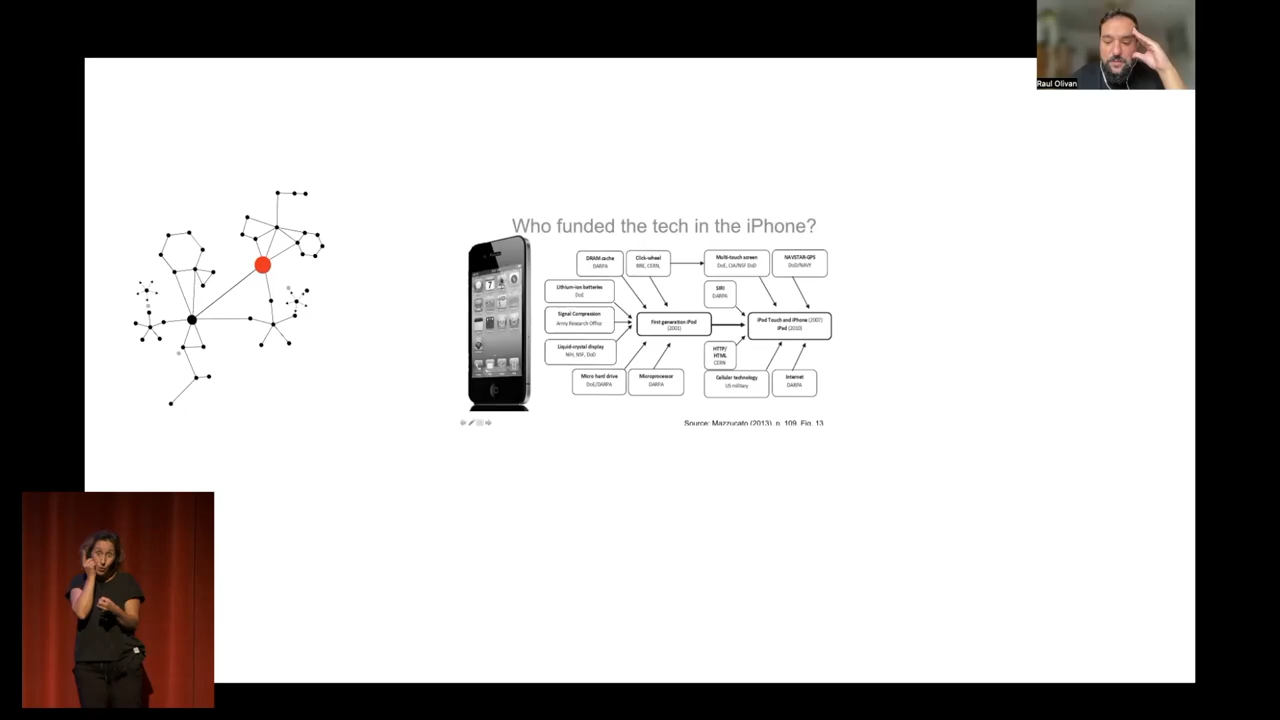 Raul Olivan
Who funded the tech in the iPhone?
DRAM cache
DARPA
Click-wheel
RRE, CERN,
Multi-touch screen
DoE, CIA/NSF DoD
NAVSTAR-GPS
DoD/NAVY
Lithium-ion batteries
DoE
SIRI
DARPA
Signal Compression
Army Research Office
First generation iPod
(2001)
iPod Touch and iPhone (2007)
iPad (2010)
Liquid-crystal display
NIH, NSF, DoD
HTTP/
HTML
CERN
Micro hard drive
DoE/DARPA
Microprocessor
DARPA
Cellular technology
US military
Internet
DARPA
Source: Mazzucato (2013), p. 109, Fig. 13